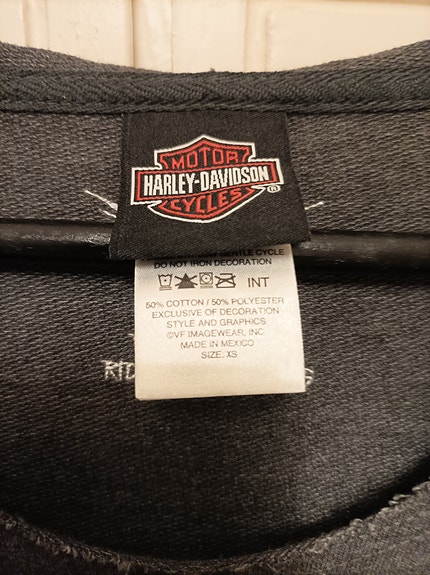 MOTOR
HARLEY-DAVIDSON ®
CYCLES
CYCLE
DO NOT IRON DECORATION
INT
50% COTTON / 50% POLYESTER
EXCLUSIVE OF DECORATION
STYLE AND GRAPHICS
©VF IMAGEWEAR, INC
MADE IN MEXICO
SIZE: XS